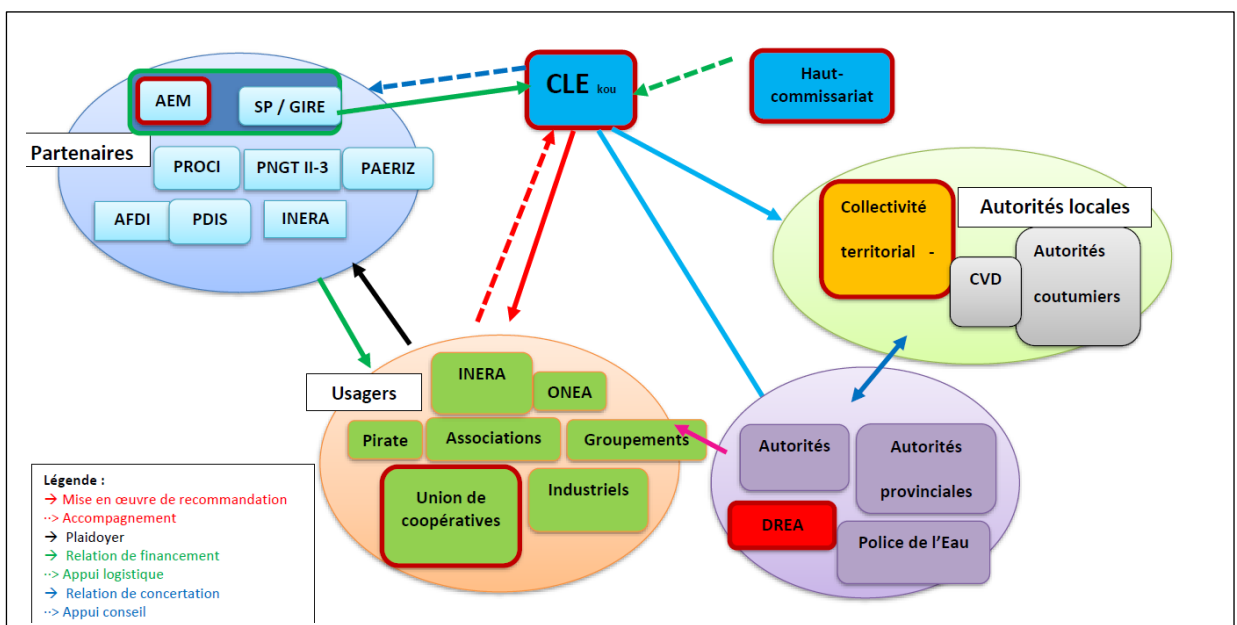 CLE kou
Haut-
commissariat
AEM
SP / GIRE
Partenaires
PROCI
PNGT II-3
PAERIZ
AFDI
PDIS
INERA
Collectivité
territorial -
Autorités locales
CVD
Autorités
coutumiers
Usagers
INERA
ONEA
Pirate
Associations
Groupements
Union de
coopératives
Industriels
Autorités
Autorités
provinciales
DREA
Police de l’Eau
Légende :
→ Mise en œuvre de recommandation
··> Accompagnement
→ Plaidoyer
→ Relation de financement
··> Appui logistique
→ Relation de concertation
··> Appui conseil